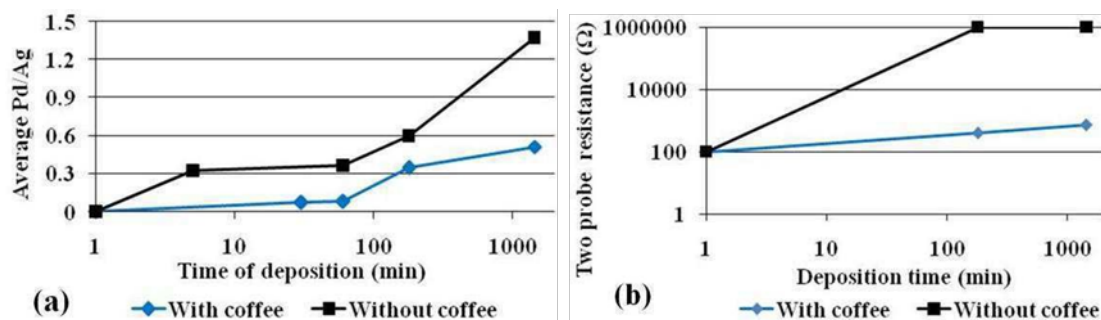 Average Pd/Ag
1.5
1.2
0.9
0.6
0.3
0
1 10 100 1000
Time of deposition (min)
(a)
With coffee Without coffee
Two probe resistance (Ω)
1000000
10000
100
1
1 10 100 1000
Deposition time (min)
(b)
With coffee Without coffee